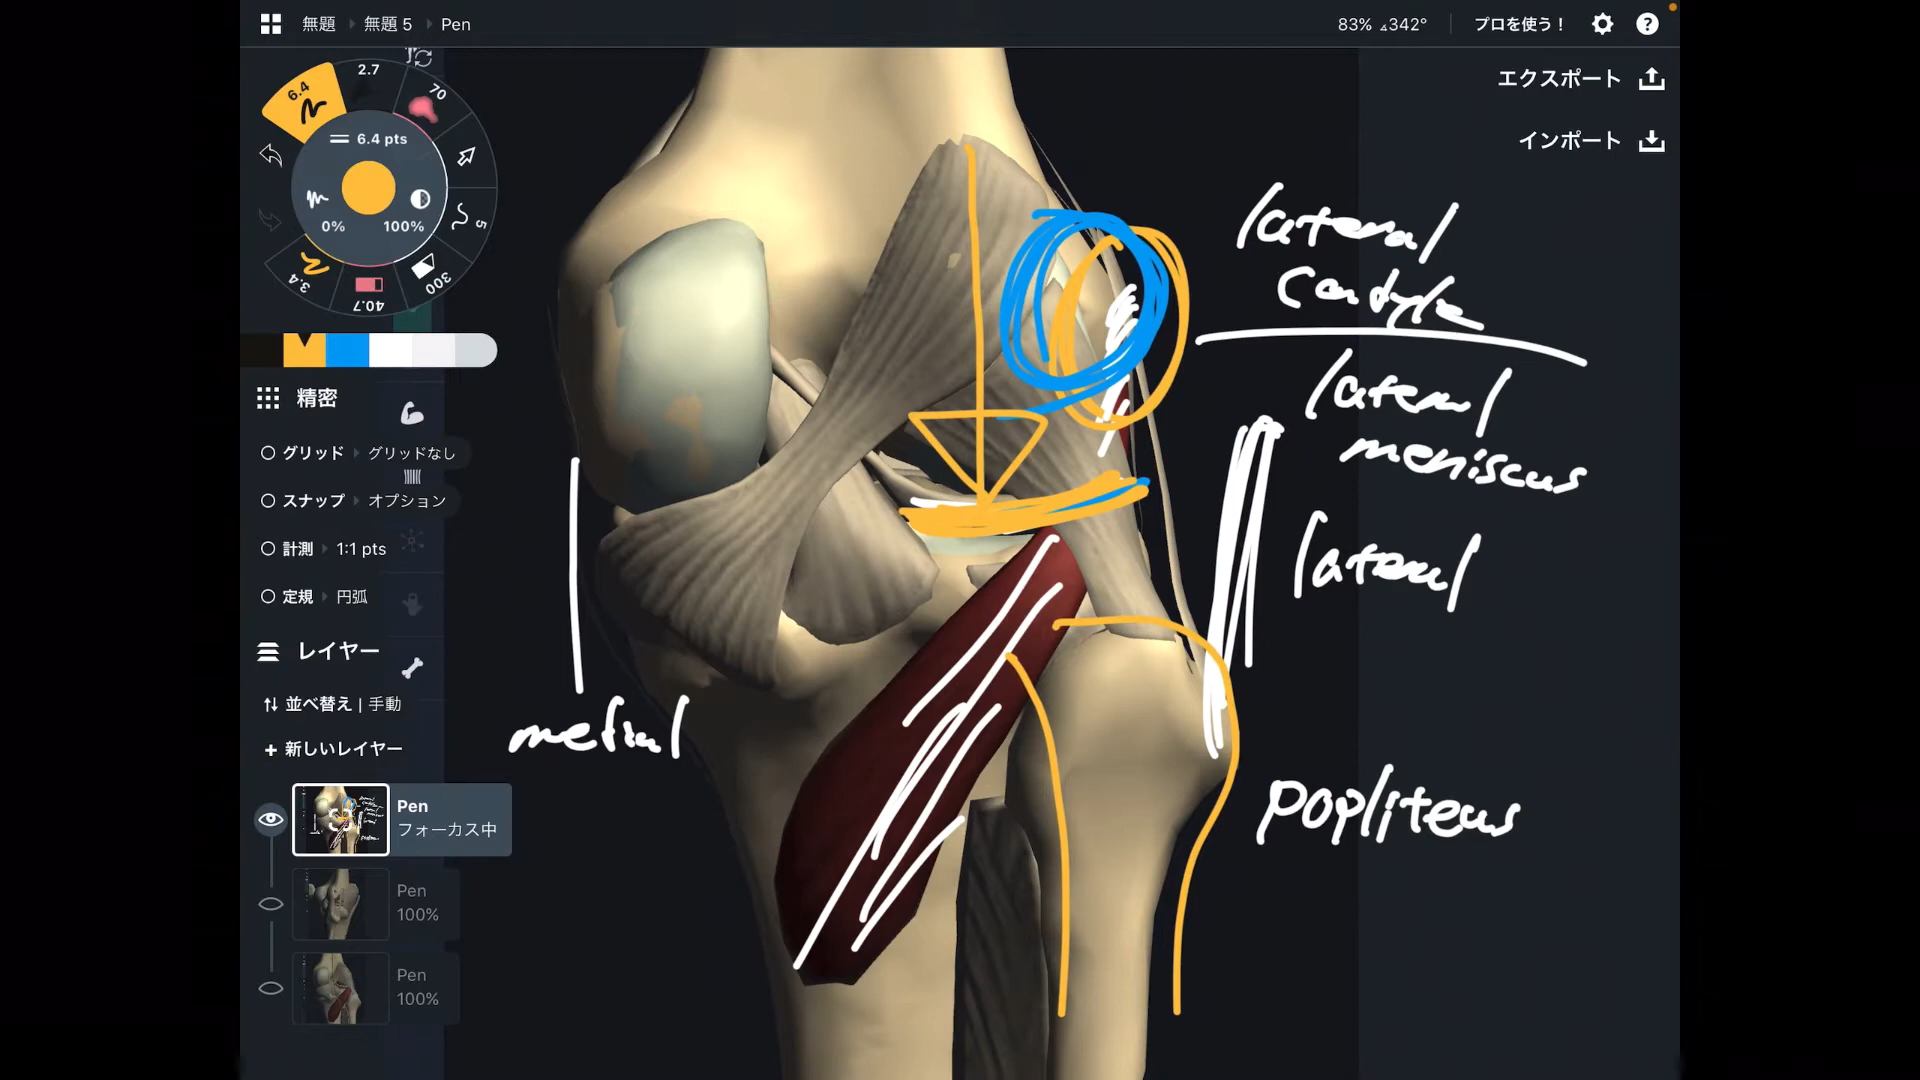 無題 無題 5 Pen
83% ⦟342°
プロを使う!
エクスポート
インポート
2.7
6.4
70
6.4 pts
5
0% 100%
300
40.7
3.4
精密
グリッド グリッドなし
スナップ オプション
計測 1:1 pts
定規 円弧
レイヤー
並べ替え | 手動
+ 新しいレイヤー
Pen
フォーカス中
Pen
100%
Pen
100%
lateral
condyle
lateral
meniscus
lateral
medial
popliteus